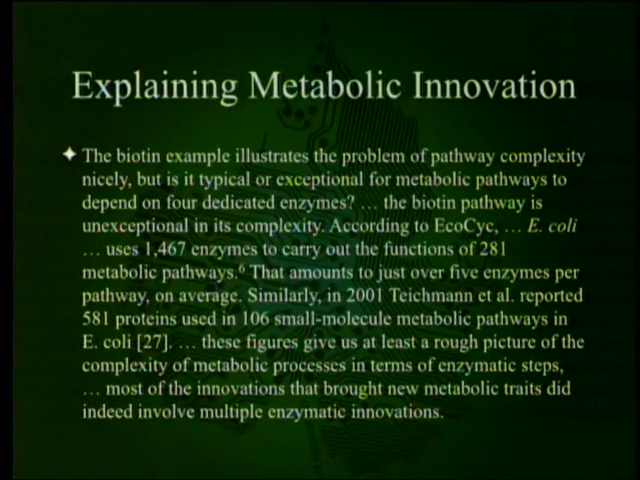 Explaining Metabolic Innovation
The biotin example illustrates the problem of pathway complexity
nicely, but is it typical or exceptional for metabolic pathways to
depend on four dedicated enzymes? … the biotin pathway is
unexceptional in its complexity. According to EcoCyc, … E. coli
… uses 1,467 enzymes to carry out the functions of 281
metabolic pathways.⁶ That amounts to just over five enzymes per
pathway, on average. Similarly, in 2001 Teichmann et al. reported
581 proteins used in 106 small-molecule metabolic pathways in
E. coli [27]. … these figures give us at least a rough picture of the
complexity of metabolic processes in terms of enzymatic steps,
… most of the innovations that brought new metabolic traits did
indeed involve multiple enzymatic innovations.